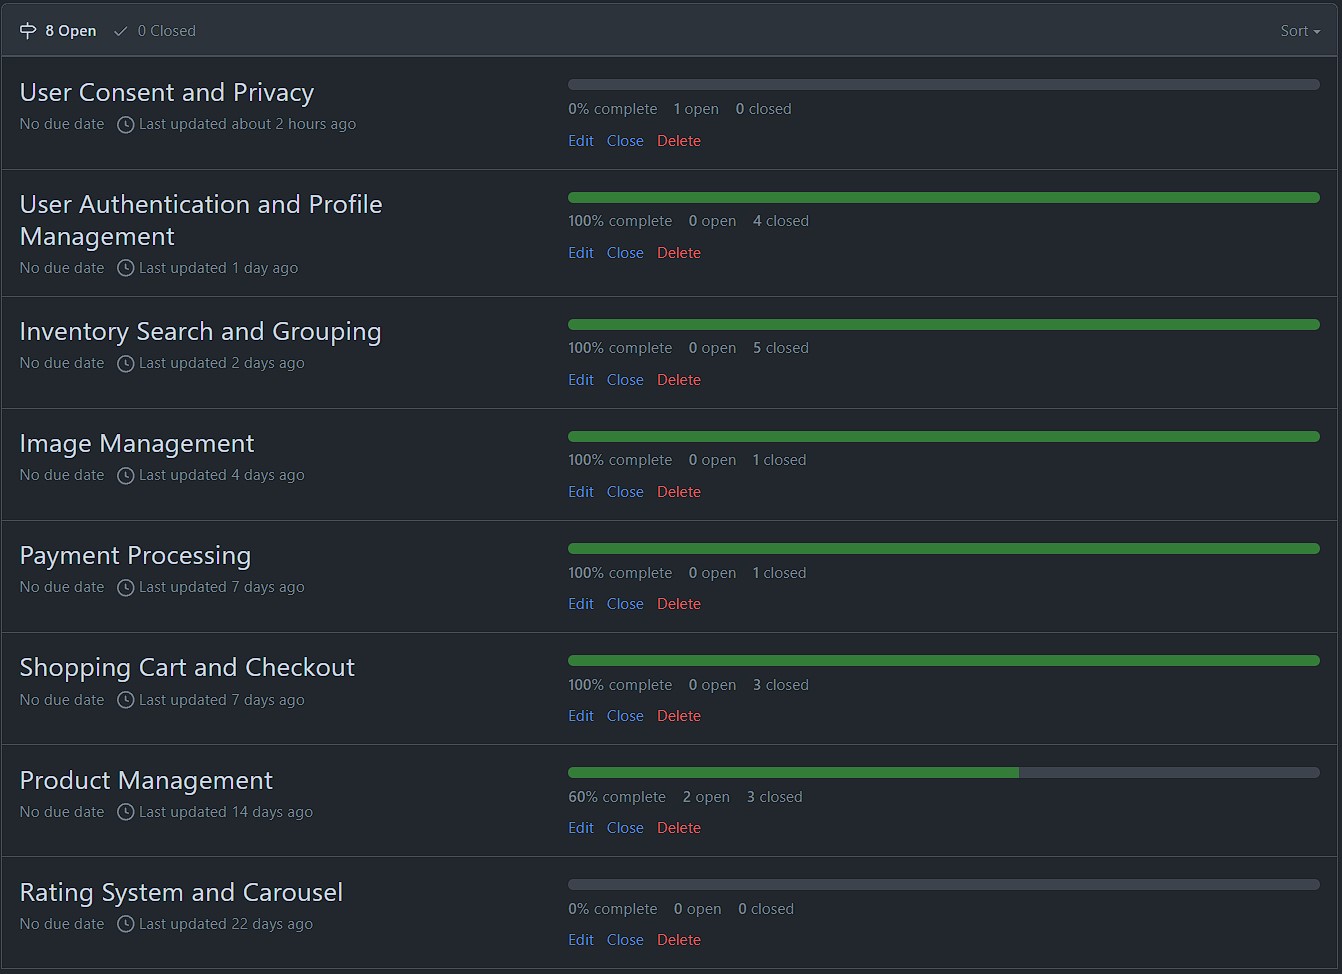 8 Open 0 Closed Sort
User Consent and Privacy
No due date Last updated about 2 hours ago
0% complete 1 open 0 closed
Edit Close Delete
User Authentication and Profile
Management
No due date Last updated 1 day ago
100% complete 0 open 4 closed
Edit Close Delete
Inventory Search and Grouping
No due date Last updated 2 days ago
100% complete 0 open 5 closed
Edit Close Delete
Image Management
No due date Last updated 4 days ago
100% complete 0 open 1 closed
Edit Close Delete
Payment Processing
No due date Last updated 7 days ago
100% complete 0 open 1 closed
Edit Close Delete
Shopping Cart and Checkout
No due date Last updated 7 days ago
100% complete 0 open 3 closed
Edit Close Delete
Product Management
No due date Last updated 14 days ago
60% complete 2 open 3 closed
Edit Close Delete
Rating System and Carousel
No due date Last updated 22 days ago
0% complete 0 open 0 closed
Edit Close Delete